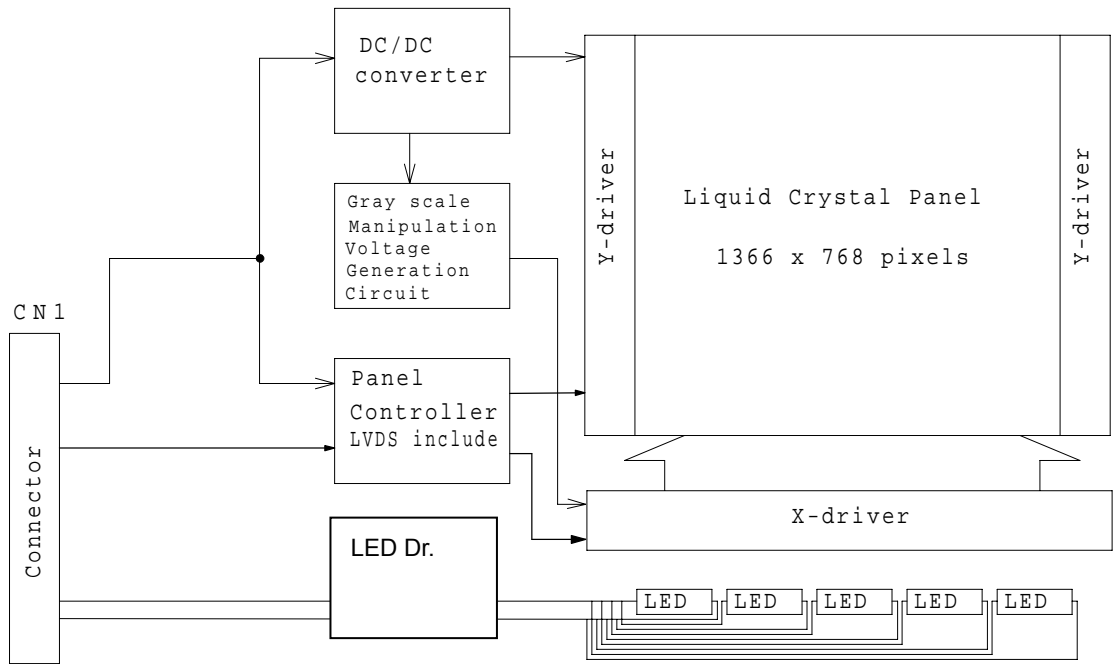 DC/DC
converter
Gray scale
Manipulation
Voltage
Generation
Circuit
Y-driver
Liquid Crystal Panel
1366 x 768 pixels
Y-driver
CN1
Connector
Panel
Controller
LVDS include
X-driver
LED Dr.
LED
LED
LED
LED
LED